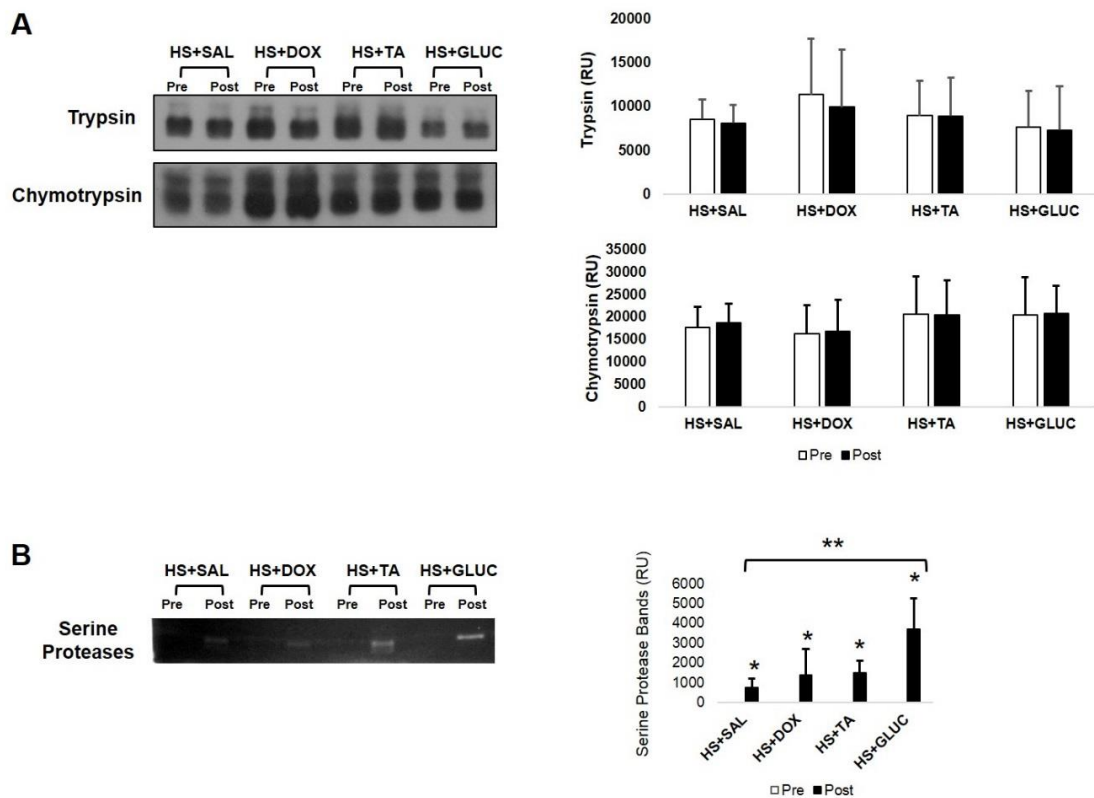 A
HS+SAL HS+DOX HS+TA HS+GLUC
Pre Post Pre Post Pre Post Pre Post
Trypsin
Chymotrypsin
Trypsin (RU)
20000
15000
10000
5000
0
HS+SAL HS+DOX HS+TA HS+GLUC
Chymotrypsin (RU)
35000
30000
25000
20000
15000
10000
5000
0
HS+SAL HS+DOX HS+TA HS+GLUC
Pre Post
B
HS+SAL HS+DOX HS+TA HS+GLUC
Pre Post Pre Post Pre Post Pre Post
Serine
Proteases
Serine Protease Bands (RU)
**
6000
5000
4000
3000
2000
1000
0
* * * *
HS+SAL HS+DOX HS+TA HS+GLUC
Pre Post